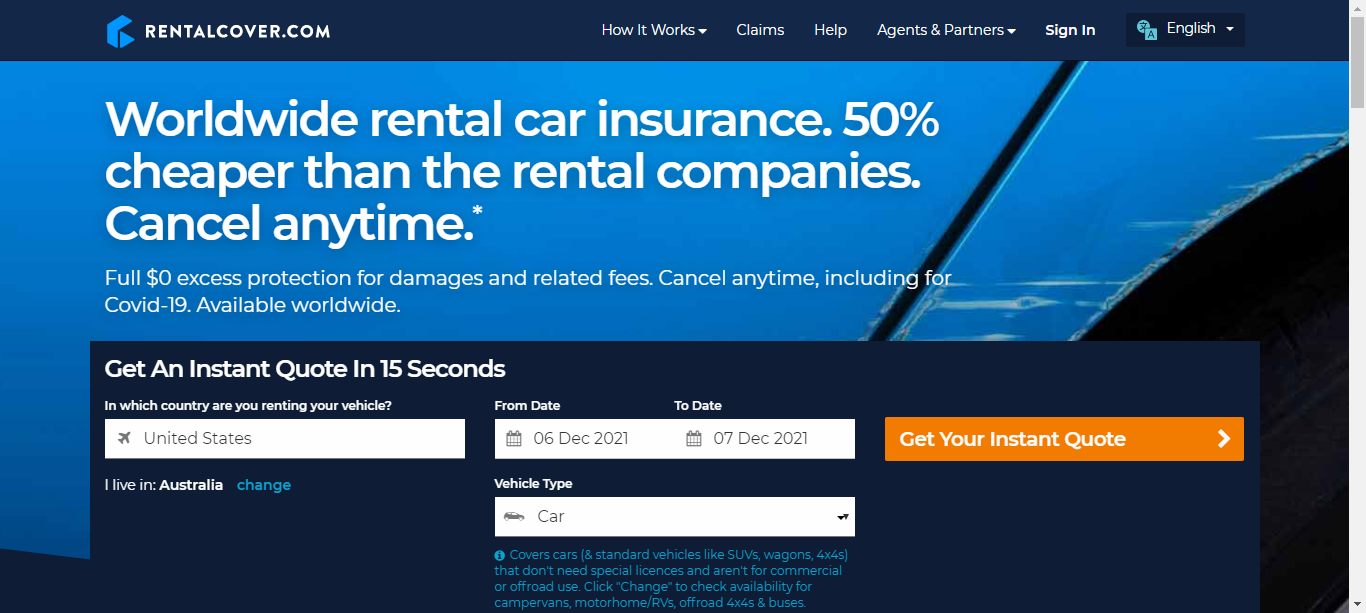 RENTALCOVER.COM
How It Works
Claims
Help
Agents & Partners
Sign In
English
Worldwide rental car insurance. 50%
cheaper than the rental companies.
Cancel anytime.*
Full $0 excess protection for damages and related fees. Cancel anytime, including for
Covid-19. Available worldwide.
Get An Instant Quote In 15 Seconds
In which country are you renting your vehicle?
United States
I live in: Australia change
From Date
To Date
06 Dec 2021
07 Dec 2021
Vehicle Type
Car
Covers cars (& standard vehicles like SUVs, wagons, 4x4s)
that don't need special licences and aren't for commercial
or offroad use. Click "Change" to check availability for
campervans, motorhome/RVs, offroad 4x4s & buses.
Get Your Instant Quote